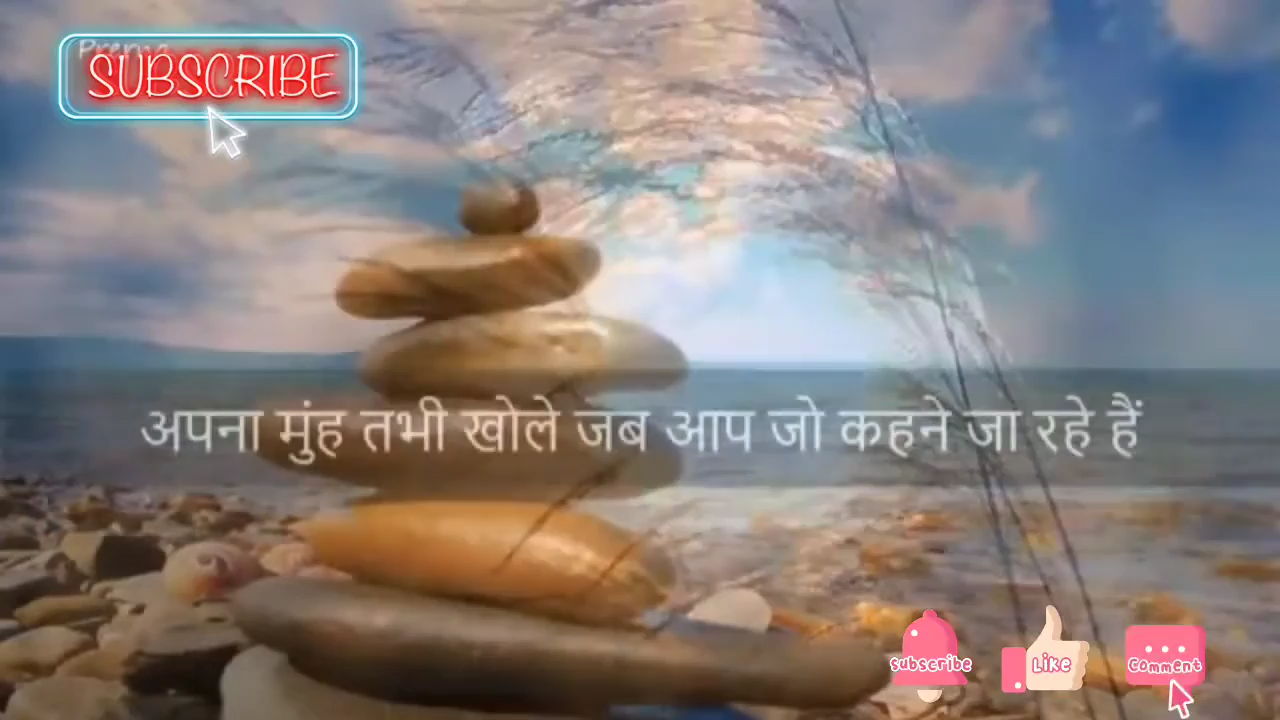 SUBSCRIBE
अपना मुंह तभी खोले जब आप जो कहने जा रहे हैं
Subscribe
Like
Comment